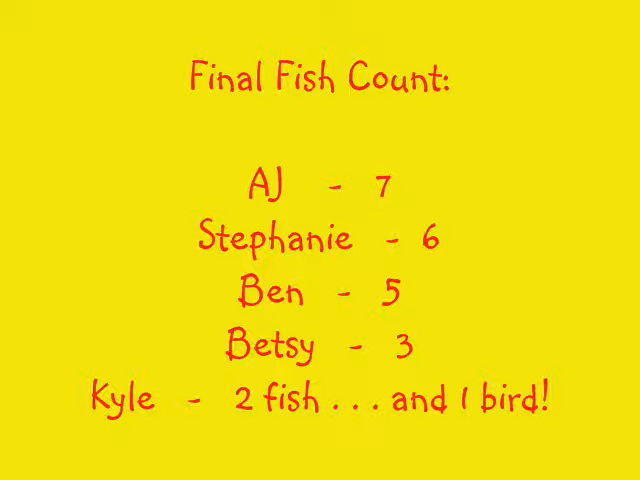 Final Fish Count:
AJ - 7
Stephanie - 6
Ben - 5
Betsy - 3
Kyle - 2 fish . . . and 1 bird!